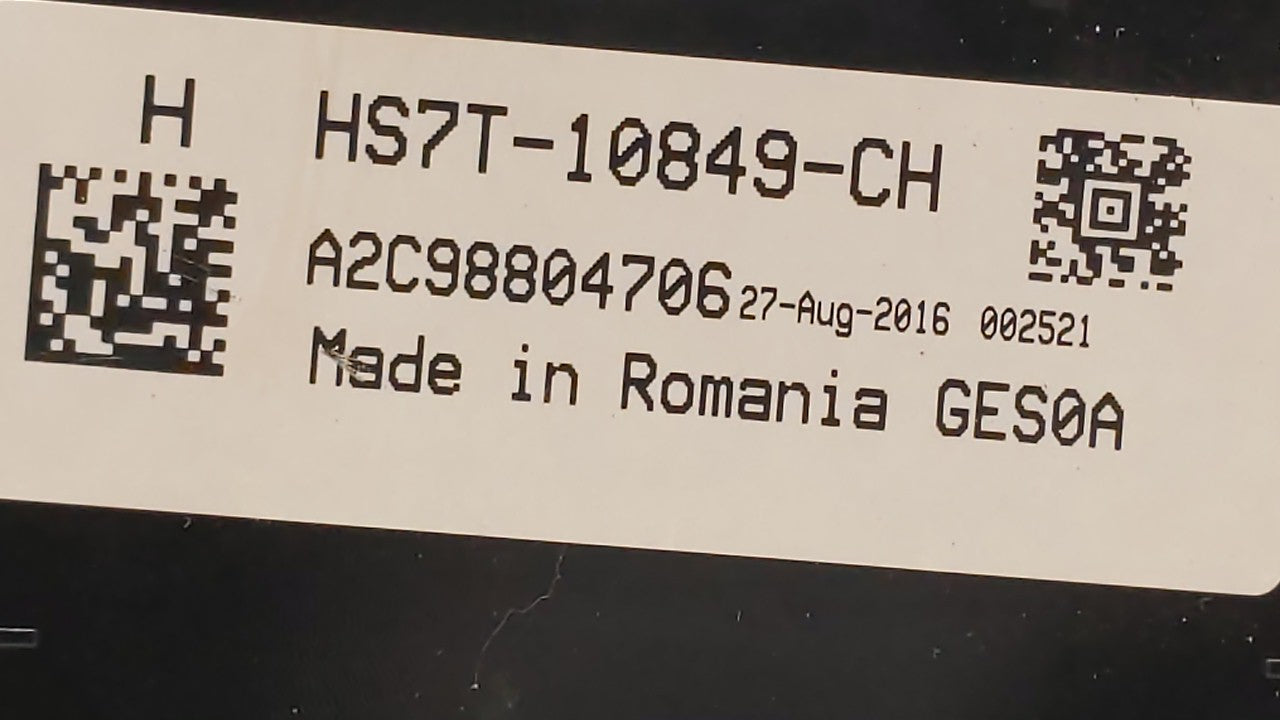 H
HS7T-10849-CH
A2C98804706 27-Aug-2016 002521
Made in Romania GES0A